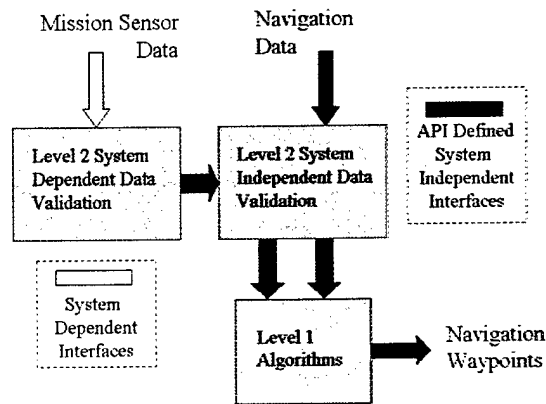 Mission Sensor
Data
Navigation
Data
Level 2 System
Dependent Data
Validation
Level 2 System
Independent Data
Validation
API Defined
System
Independent
Interfaces
System
Dependent
Interfaces
Level 1
Algorithms
Navigation
Waypoints